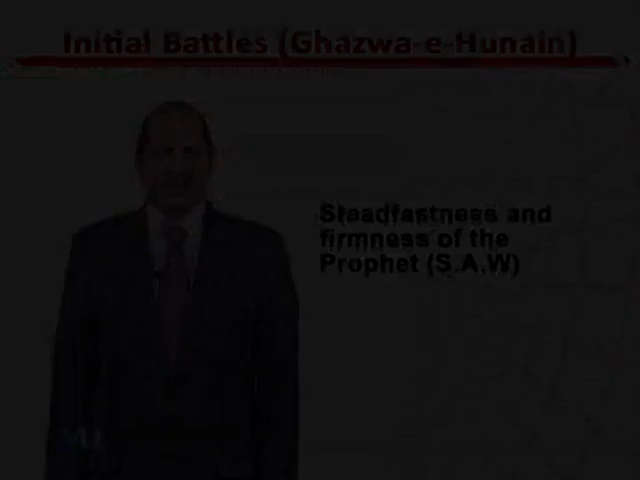 Initial Battles (Ghazwa-e-Hunain)
Steadfastness and
firmness of the
Prophet (S.A.W)